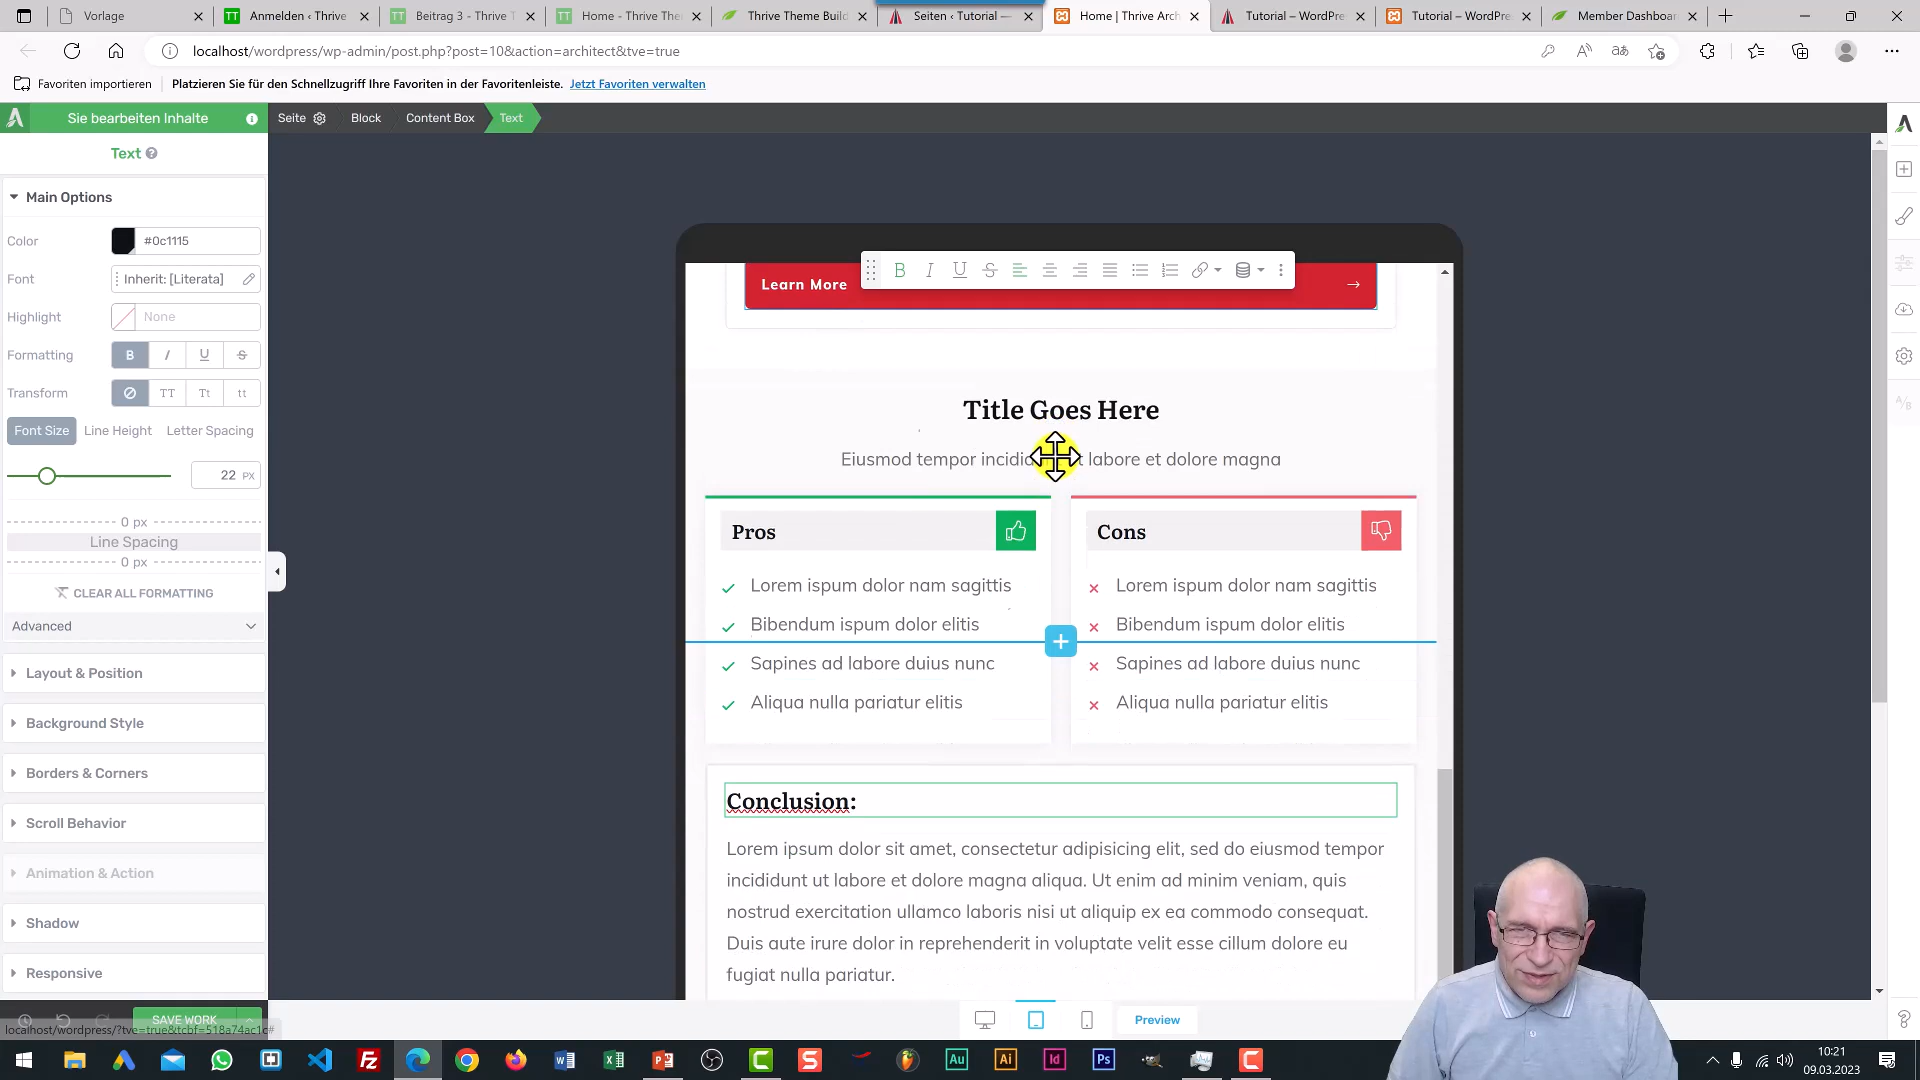 Vorlage
Anmelden ‹ Thrive
Beitrag 3 - Thrive T
Home - Thrive Them
Thrive Theme Build
Seiten ‹ Tutorial —
Home | Thrive Arch
Tutorial – WordPre
Tutorial – WordPre
Member Dashboar
localhost/wordpress/wp-admin/post.php?post=10&action=architect&tve=true
Favoriten importieren
Platzieren Sie für den Schnellzugriff Ihre Favoriten in der Favoritenleiste. Jetzt Favoriten verwalten
Sie bearbeiten Inhalte
Seite
Block
Content Box
Text
Text
Main Options
Color
#0c1115
Font
Inherit: [Literata]
Highlight
None
Formatting
B I U S
Transform
TT Tt tt
Font Size
Line Height
Letter Spacing
22 PX
0 px
Line Spacing
0 px
CLEAR ALL FORMATTING
Advanced
Layout & Position
Background Style
Borders & Corners
Scroll Behavior
Animation & Action
Shadow
Responsive
SAVE WORK
localhost/wordpress/?tve=true&tcbf=518a74ac1c#
B I U S
Learn More
Title Goes Here
Eiusmod tempor labore et dolore magna
Pros
Lorem ispum dolor nam sagittis
Bibendum ispum dolor elitis
Sapines ad labore duius nunc
Aliqua nulla pariatur elitis
Cons
Lorem ispum dolor nam sagittis
Bibendum ispum dolor elitis
Sapines ad labore duius nunc
Aliqua nulla pariatur elitis
Conclusion:
Lorem ipsum dolor sit amet, consectetur adipisicing elit, sed do eiusmod tempor
incididunt ut labore et dolore magna aliqua. Ut enim ad minim veniam, quis
nostrud exercitation ullamco laboris nisi ut aliquip ex ea commodo consequat.
Duis aute irure dolor in reprehenderit in voluptate velit esse cillum dolore eu
fugiat nulla pariatur.
Preview
A/B
10:21
09.03.2023